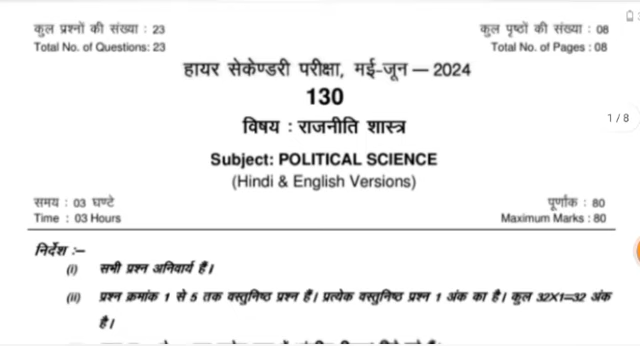 कुल प्रश्नों की संख्या : 23
कुल पृष्ठों की संख्या : 08
Total No. of Questions: 23
Total No. of Pages : 08
हायर सेकेण्डरी परीक्षा, मई-जून — 2024
130
1 / 8
विषय : राजनीति शास्त्र
Subject: POLITICAL SCIENCE
(Hindi & English Versions)
समय : 03 घण्टे
पूर्णांक : 80
Time : 03 Hours
Maximum Marks : 80
निर्देश :—
(i) सभी प्रश्न अनिवार्य हैं।
(ii) प्रश्न क्रमांक 1 से 5 तक वस्तुनिष्ठ प्रश्न हैं। प्रत्येक वस्तुनिष्ठ प्रश्न 1 अंक का है। कुल 32X1=32 अंक
है।